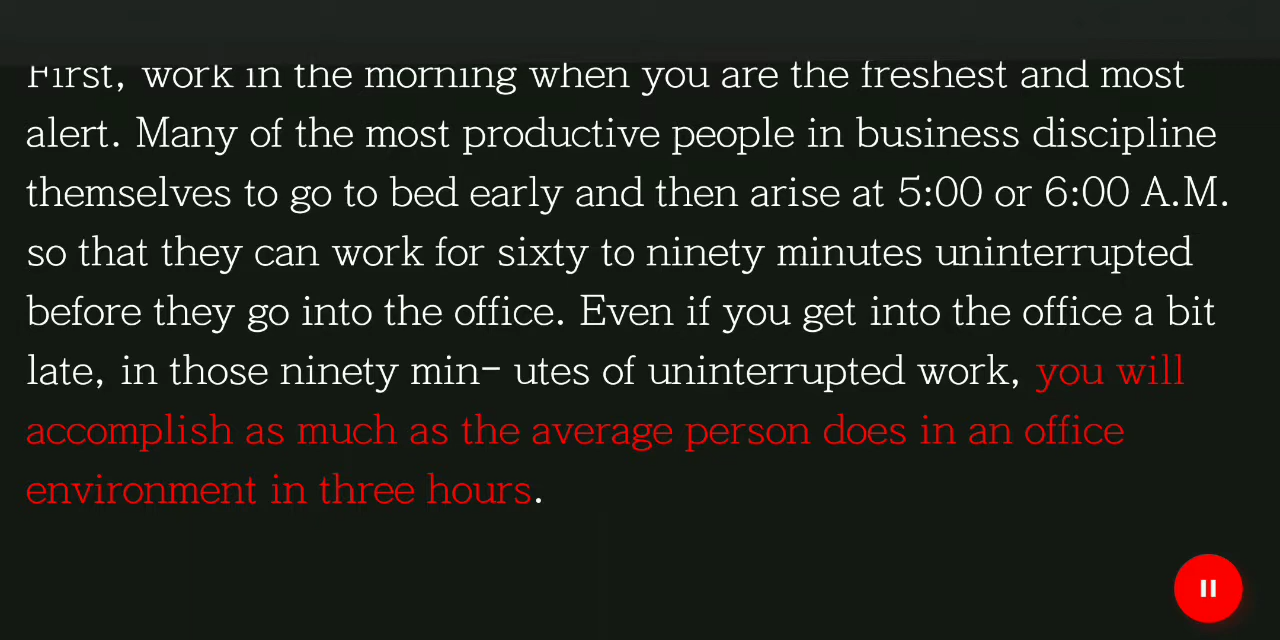 First, work in the morning when you are the freshest and most
alert. Many of the most productive people in business discipline
themselves to go to bed early and then arise at 5:00 or 6:00 A.M.
so that they can work for sixty to ninety minutes uninterrupted
before they go into the office. Even if you get into the office a bit
late, in those ninety min- utes of uninterrupted work, you will
accomplish as much as the average person does in an office
environment in three hours.